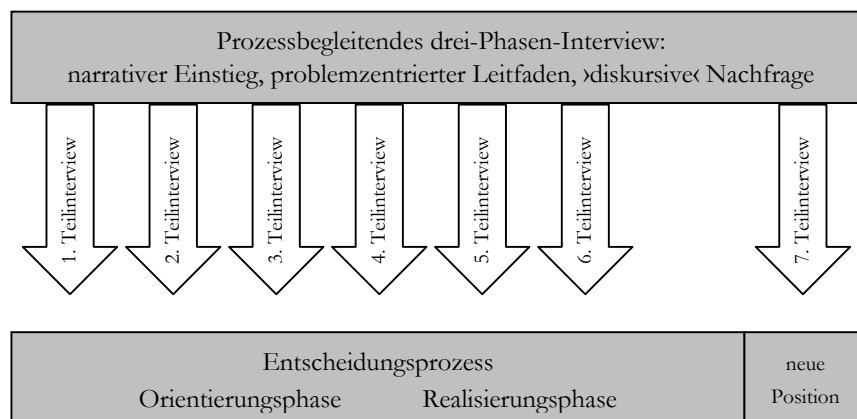 Prozessbegleitendes drei-Phasen-Interview:
narrativer Einstieg, problemzentrierter Leitfaden, ›diskursive‹ Nachfrage
1. Teilinterview
2. Teilinterview
3. Teilinterview
4. Teilinterview
5. Teilinterview
6. Teilinterview
7. Teilinterview
Entscheidungsprozess
Orientierungsphase Realisierungsphase
neue
Position